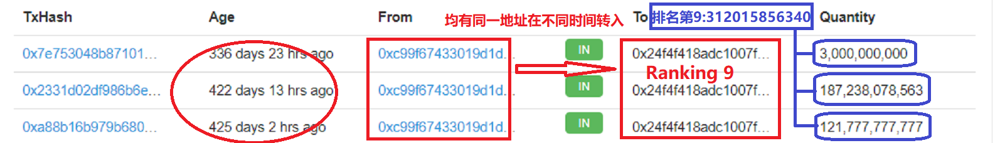 TxHash Age From 均有同一地址在不同时间转入 To 排名第9:312015856340 Quantity
0x7e753048b87101... 336 days 23 hrs ago 0xc99f67433019d1d... IN 0x24f4f418adc1007f... 3,000,000,000
Ranking 9
0x2331d02df986b6e... 422 days 13 hrs ago 0xc99f67433019d1d... IN 0x24f4f418adc1007f... 187,238,078,563
0xa88b16b979b680... 425 days 2 hrs ago 0xc99f67433019d1d... IN 0x24f4f418adc1007f... 121,777,777,777